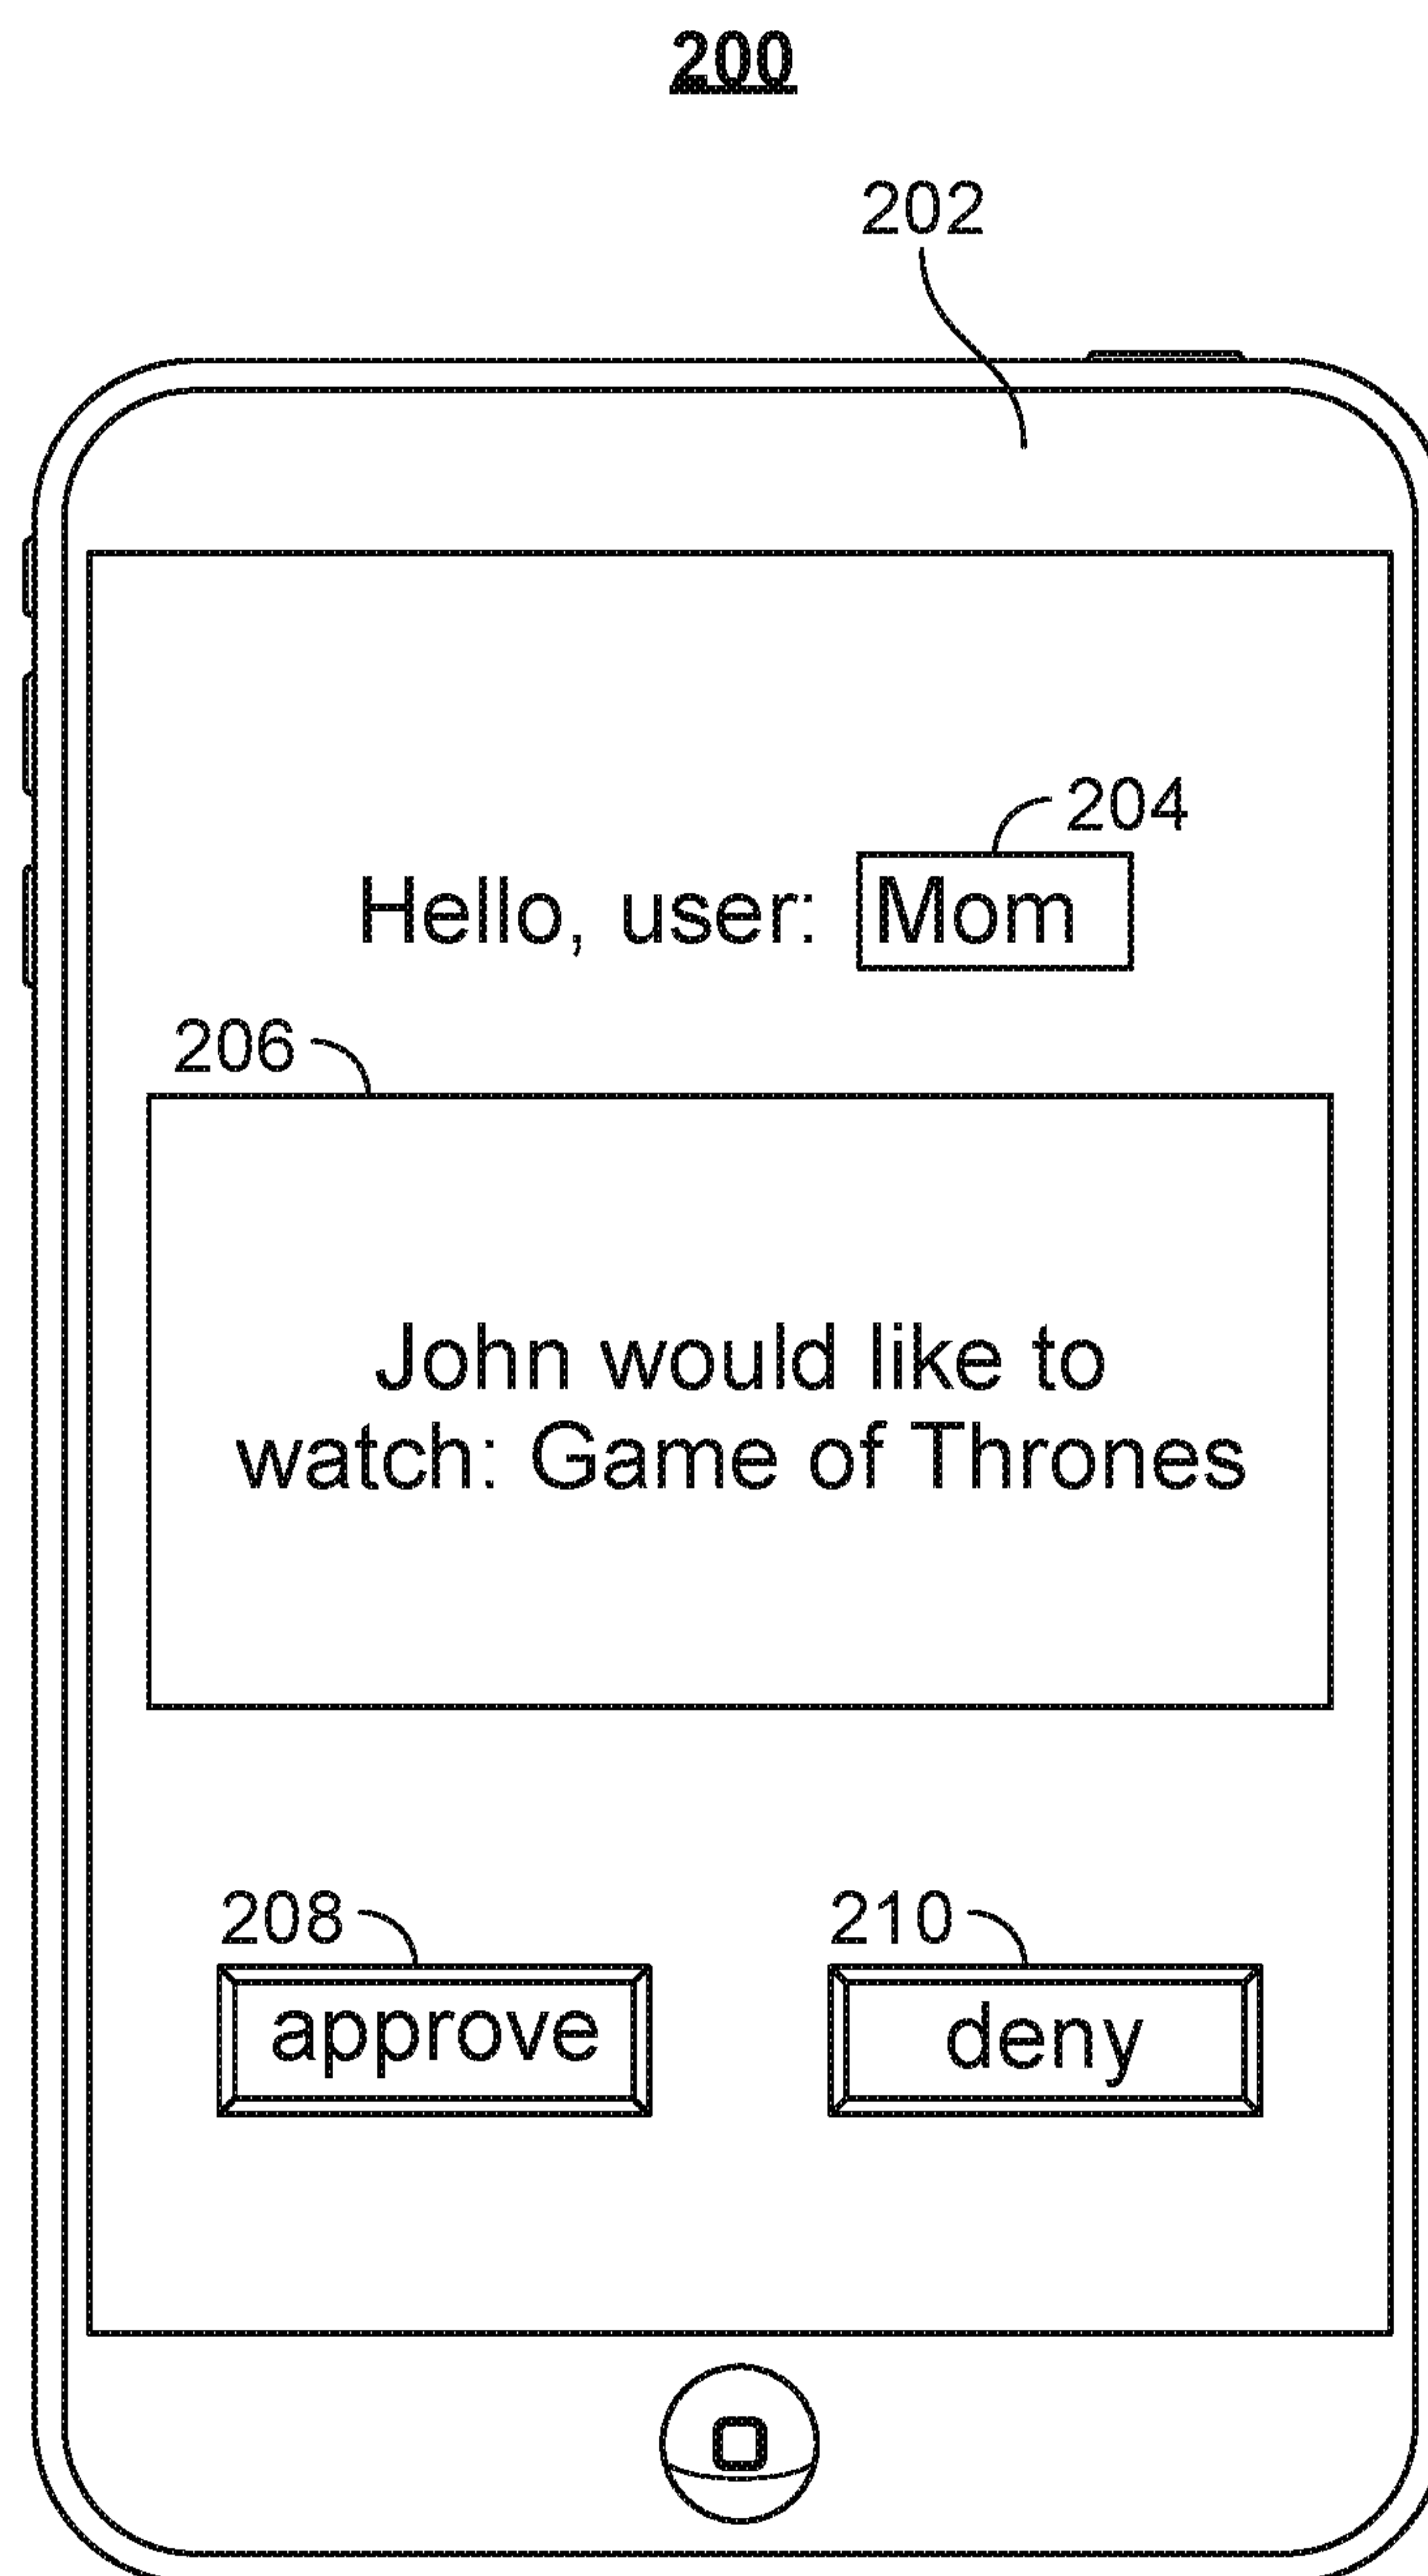 200
202
204
Hello, user: Mom
206
John would like to
watch: Game of Thrones
208 210
approve deny